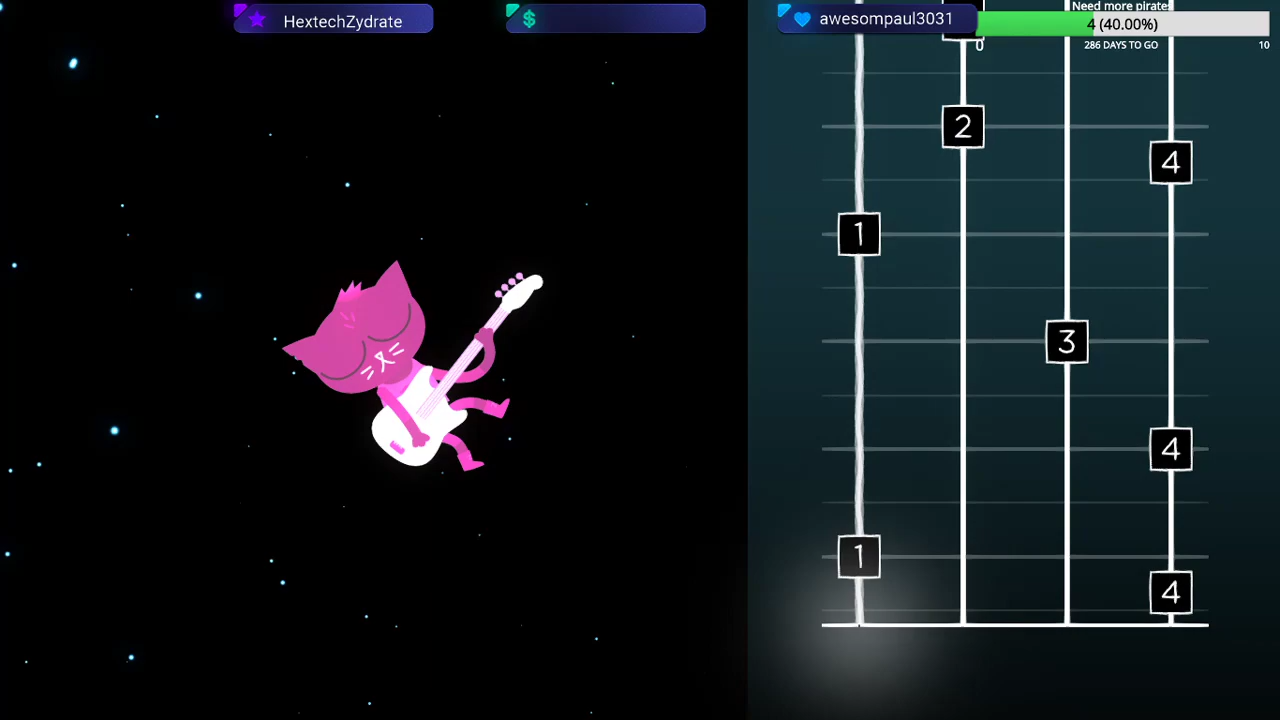 HextechZydrate
$
awesompaul3031
Need more pirates
4 (40.00%)
0
286 DAYS TO GO
10
2
4
1
3
4
1
4